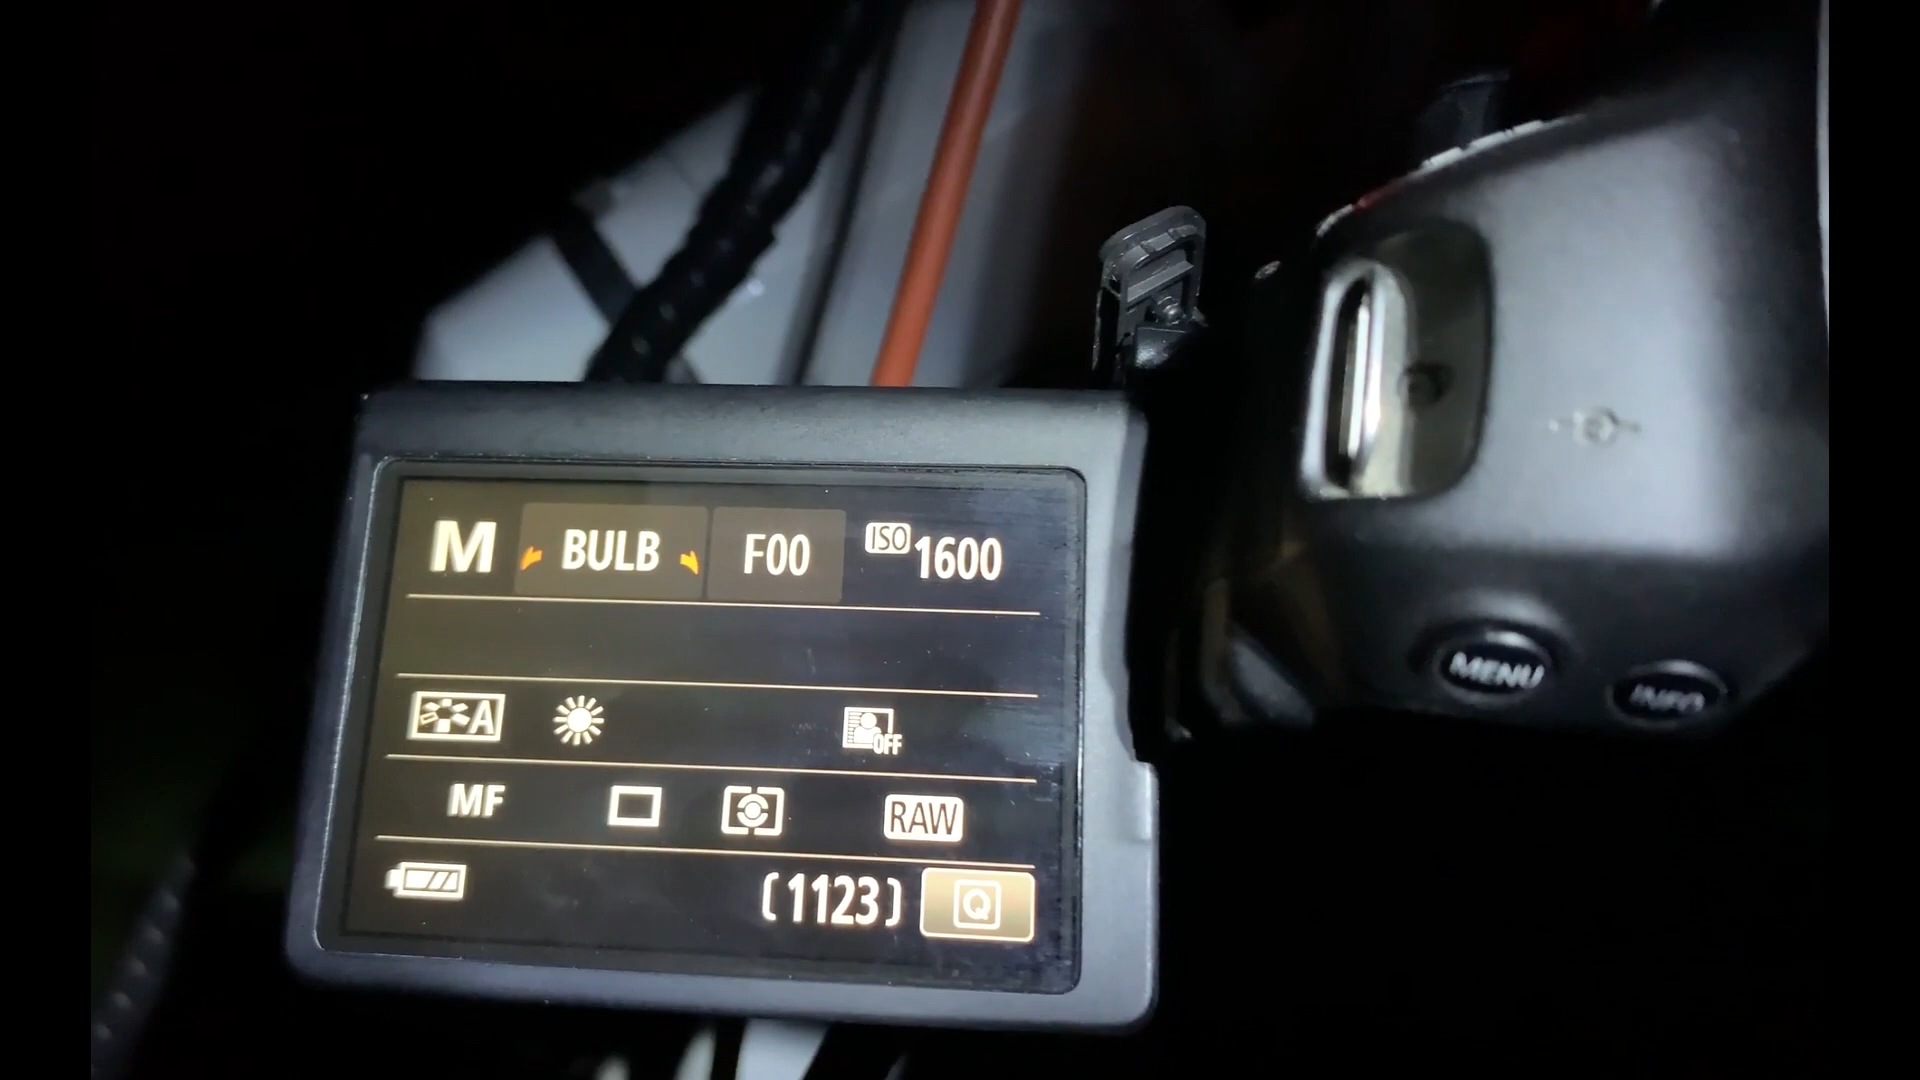 M BULB F00 ISO 1600
A OFF
MF RAW
(1123) Q
MENU INFO